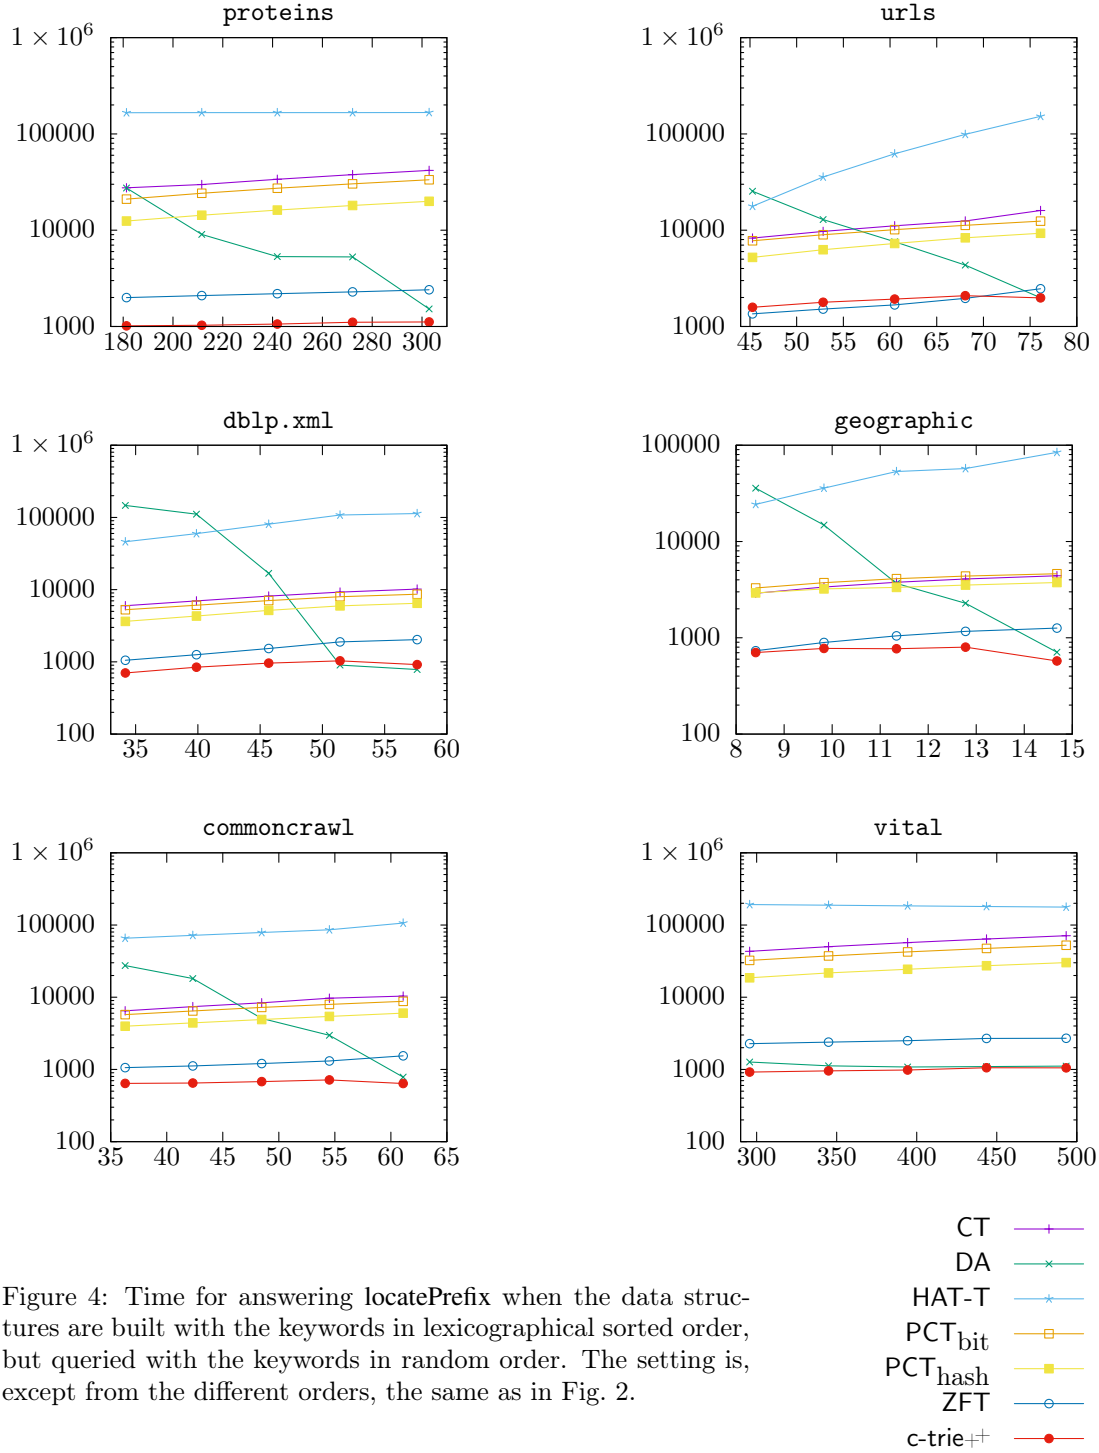 proteins
1 × 10^6
100000
10000
1000
180 200 220 240 260 280 300
urls
1 × 10^6
100000
10000
1000
45 50 55 60 65 70 75 80
dblp.xml
1 × 10^6
100000
10000
1000
100
35 40 45 50 55 60
geographic
100000
10000
1000
100
8 9 10 11 12 13 14 15
commoncrawl
1 × 10^6
100000
10000
1000
100
35 40 45 50 55 60 65
vital
1 × 10^6
100000
10000
1000
100
300 350 400 450 500
CT
DA
HAT-T
PCT_bit
PCT_hash
ZFT
c-trie++
Figure 4: Time for answering locatePrefix when the data struc-
tures are built with the keywords in lexicographical sorted order,
but queried with the keywords in random order. The setting is,
except from the different orders, the same as in Fig. 2.